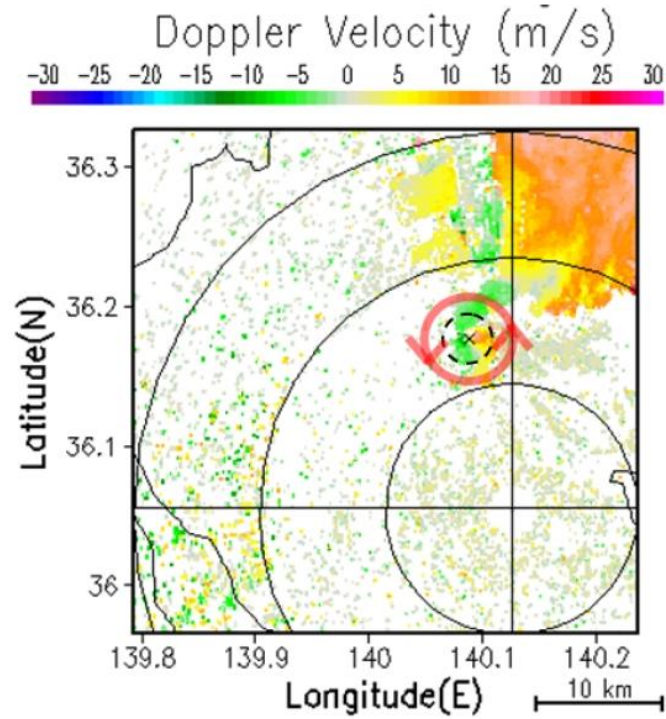 Doppler Velocity (m/s)
-30 -25 -20 -15 -10 -5 0 5 10 15 20 25 30
36.3
36.2
36.1
36
Latitude(N)
139.8 139.9 140 140.1 140.2
Longitude(E)
10 km